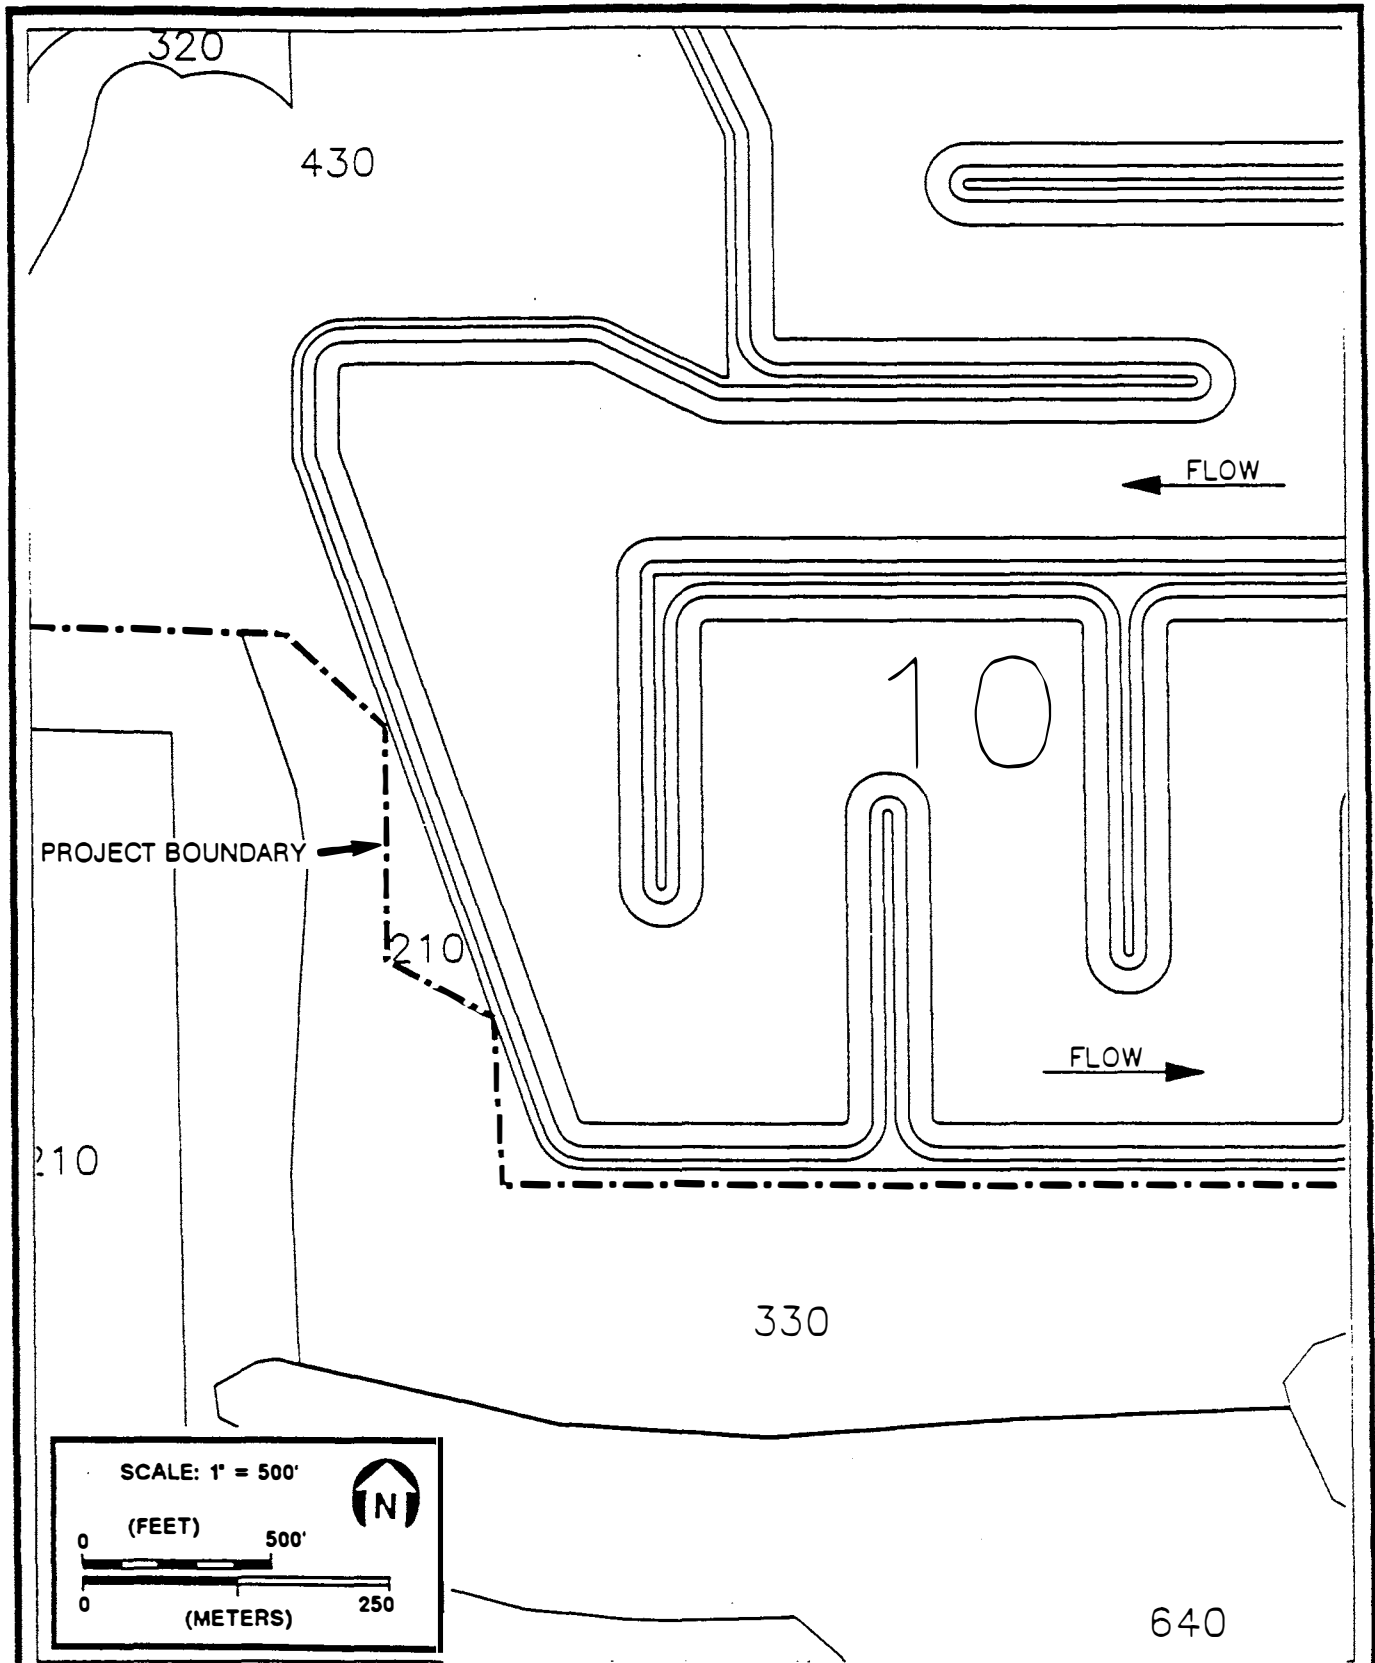 320
430
FLOW
10
PROJECT BOUNDARY
210
FLOW
210
330
SCALE: 1" = 500'
N
(FEET)
0 500'
0 250
(METERS)
640